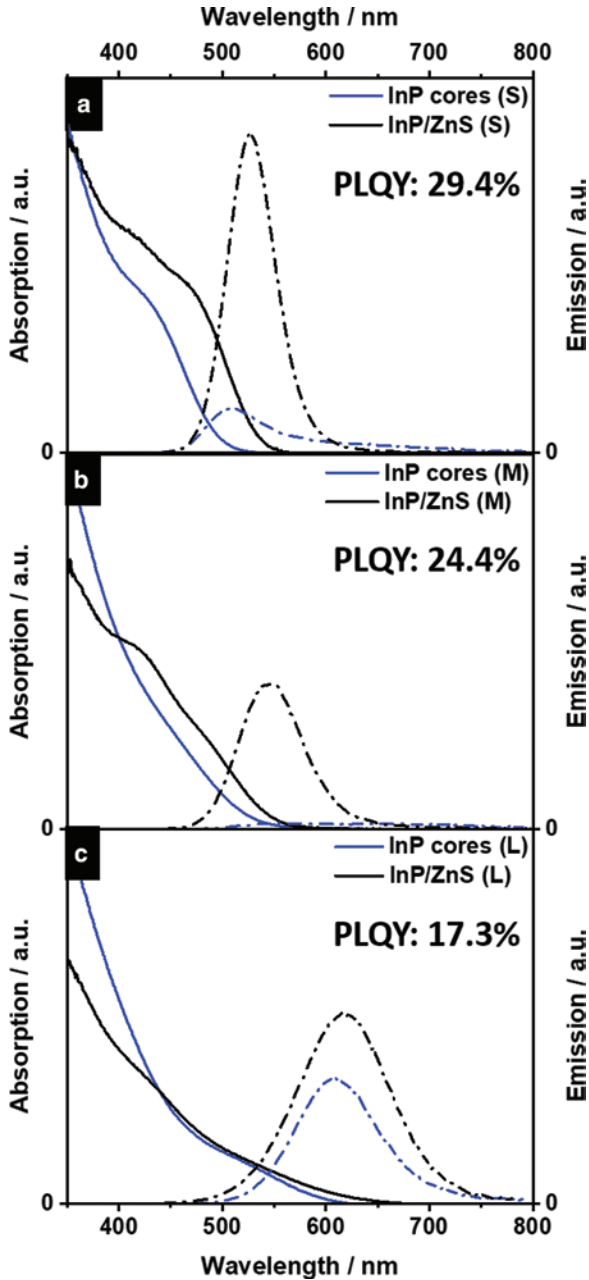 Wavelength / nm
400 500 600 700 800
a
InP cores (S)
InP/ZnS (S)
PLQY: 29.4%
Absorption / a.u.
Emission / a.u.
0 0
b
InP cores (M)
InP/ZnS (M)
PLQY: 24.4%
Absorption / a.u.
Emission / a.u.
0 0
c
InP cores (L)
InP/ZnS (L)
PLQY: 17.3%
Absorption / a.u.
Emission / a.u.
0 0
400 500 600 700 800
Wavelength / nm